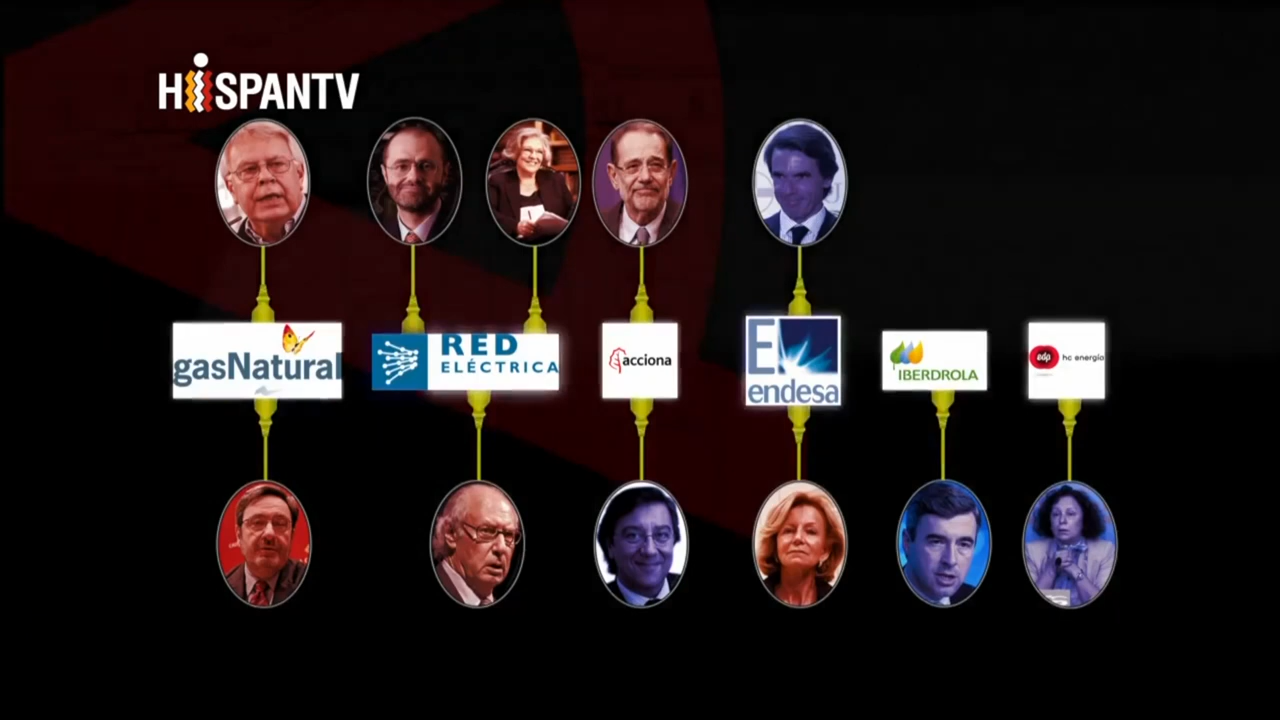 HISPANTV
gasNatural
RED
ELÉCTRICA
acciona
E
endesa
IBERDROLA
edp hc energía